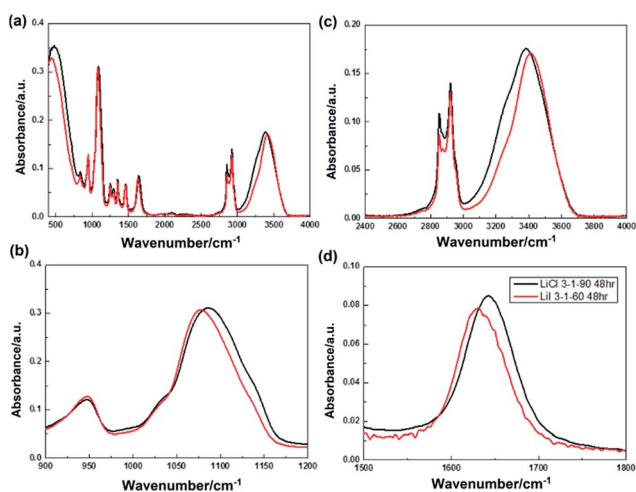 (a)
0.4
0.3
0.2
0.1
0.0
Absorbance/a.u.
500 1000 1500 2000 2500 3000 3500 4000
Wavenumber/cm-1
(c)
0.20
0.15
0.10
0.05
0.00
Absorbance/a.u.
2400 2600 2800 3000 3200 3400 3600 3800 4000
Wavenumber/cm-1
(b)
0.4
0.3
0.2
0.1
0.0
Absorbance/a.u.
900 950 1000 1050 1100 1150 1200
Wavenumber/cm-1
(d)
LiCl 3-1-90 48hr
LiI 3-1-60 48hr
0.10
0.08
0.06
0.04
0.02
0.00
Absorbance/a.u.
1500 1600 1700 1800
Wavenumber/cm-1